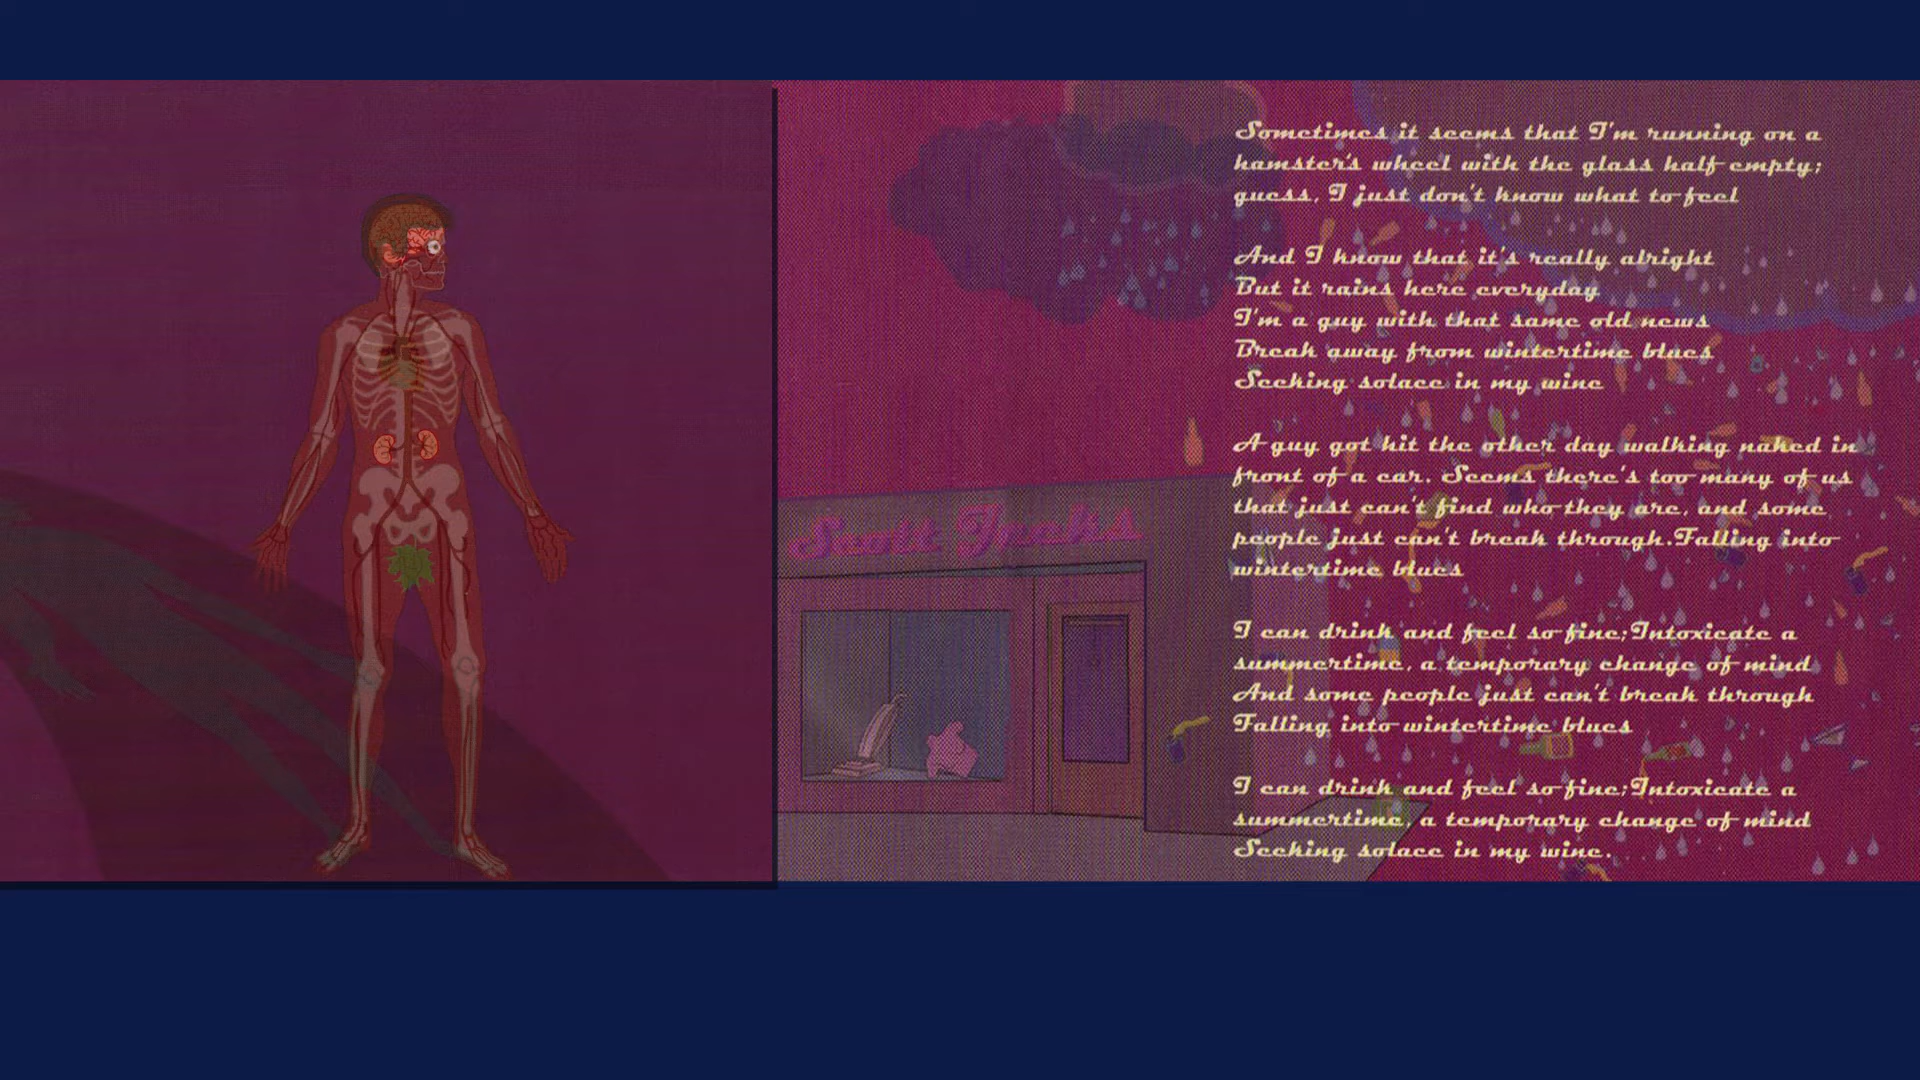 Sometimes it seems that I'm running on a
hamster's wheel with the glass half empty;
guess, I just don't know what to feel
And I know that it's really alright
But it rains here everyday
I'm a guy with that same old news
Break away from wintertime blues
Seeking solace in my wine
A guy got hit the other day walking naked in
front of a car. Seems there's too many of us
that just can't find who they are, and some
people just can't break through.Falling into
wintertime blues
I can drink and feel so fine;Intoxicate a
summertime, a temporary change of mind
And some people just can't break through
Falling into wintertime blues
I can drink and feel so fine;Intoxicate a
summertime, a temporary change of mind
Seeking solace in my wine.
Scott